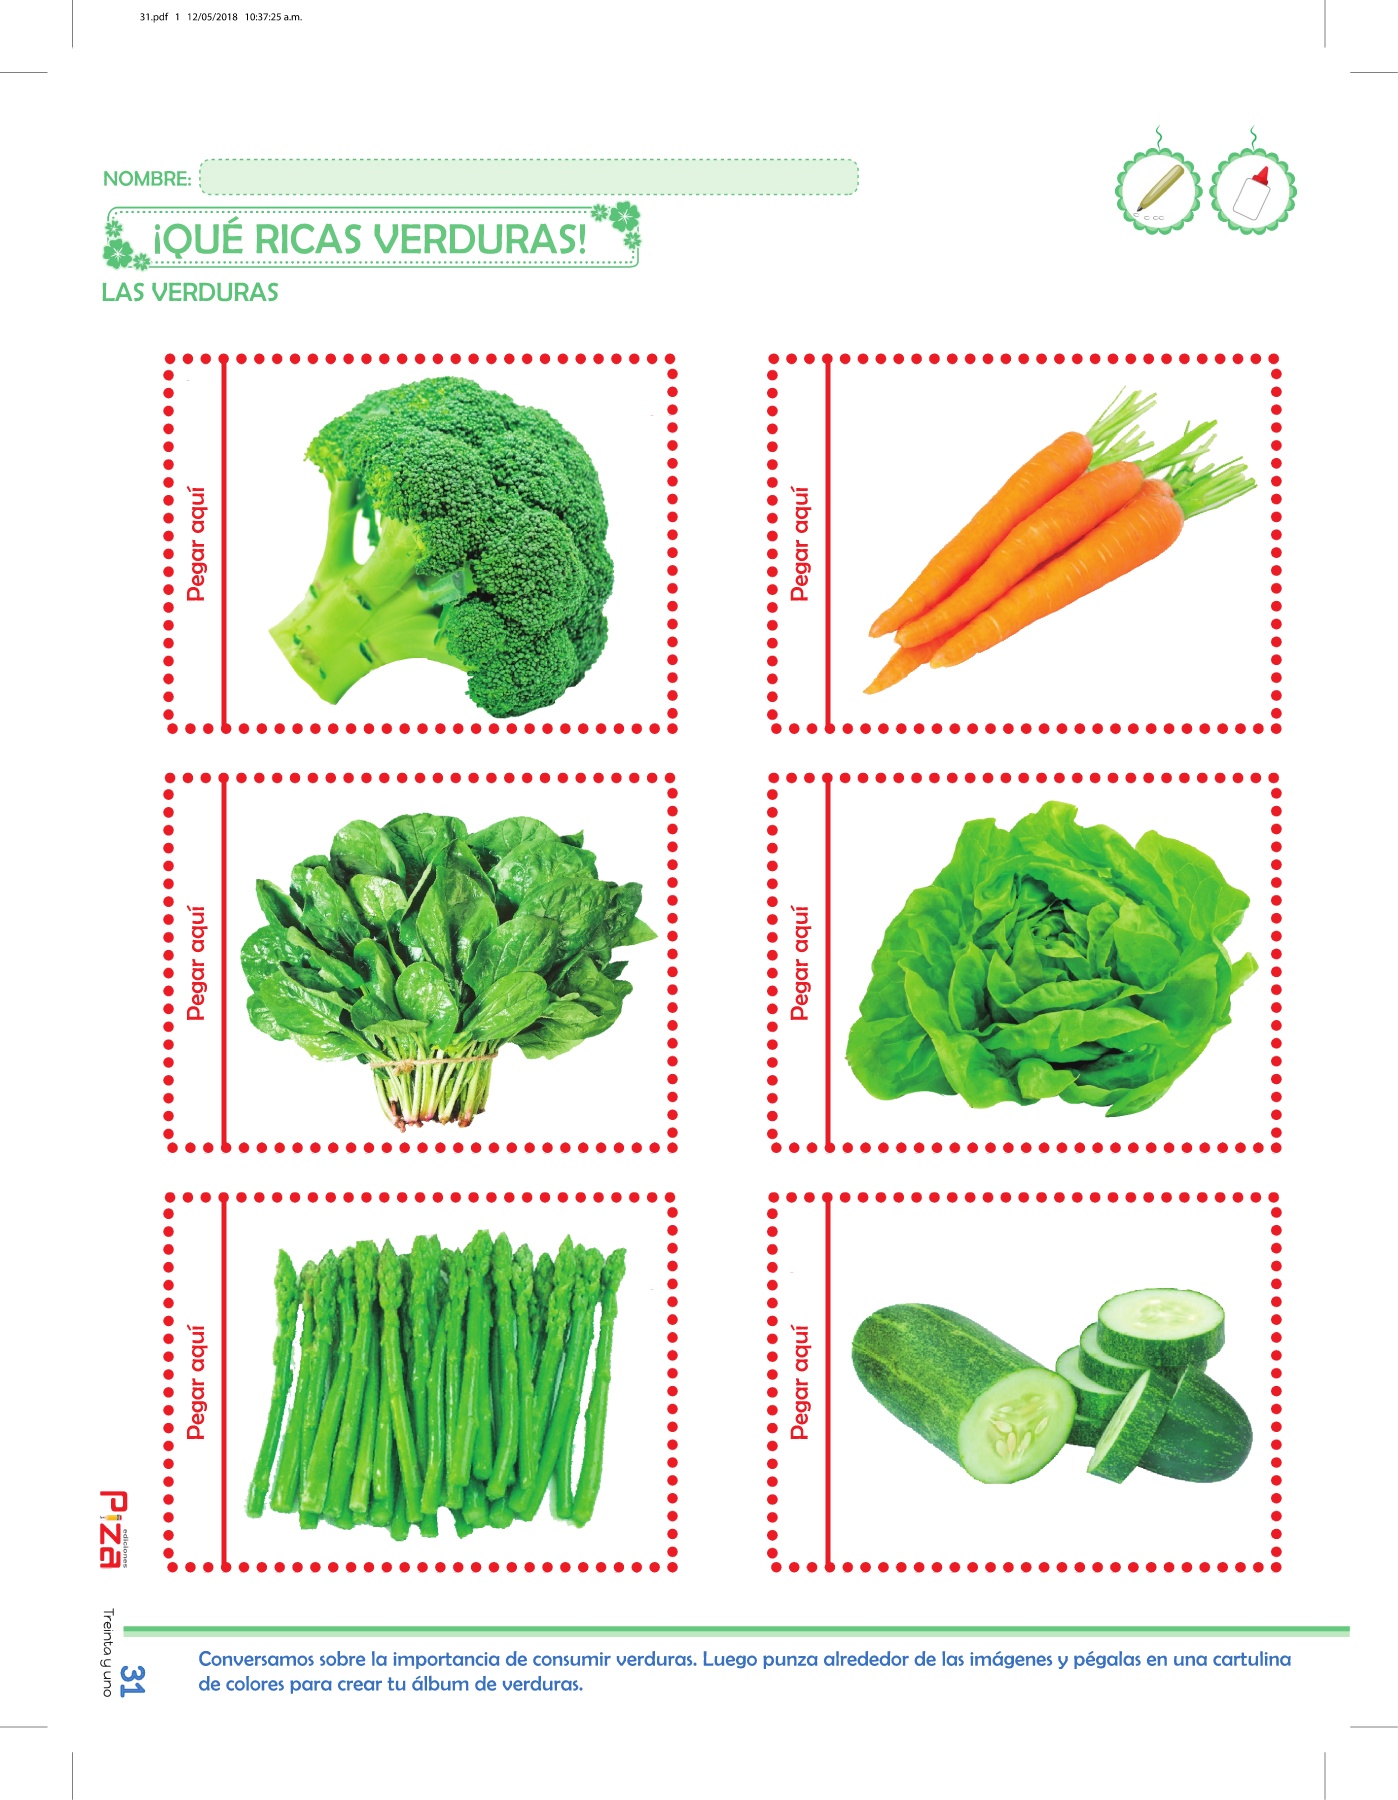 31.pdf 1 12/05/2018 10:37:25 a.m.
NOMBRE:
¡QUÉ RICAS VERDURAS!
LAS VERDURAS
Pegar aquí
Pegar aquí
Pegar aquí
Pegar aquí
Pegar aquí
Pegar aquí
Piza
ediciones
Treinta y uno
31
Conversamos sobre la importancia de consumir verduras. Luego punza alrededor de las imágenes y pégalas en una cartulina
de colores para crear tu álbum de verduras.